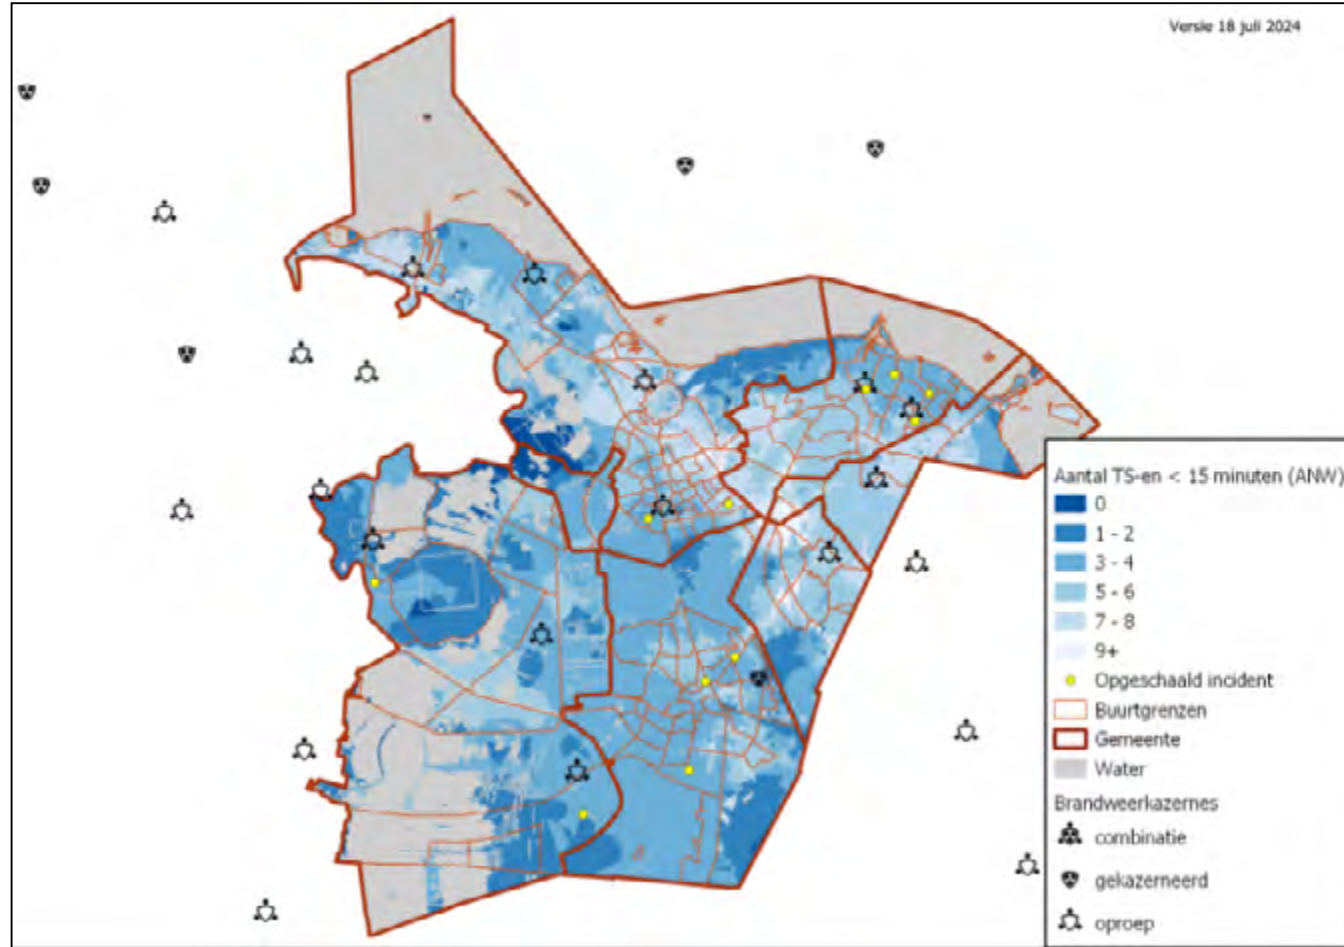 Versie 18 juli 2024
Aantal TS-en < 15 minuten (ANW)
0
1 - 2
3 - 4
5 - 6
7 - 8
9+
Opgeschaald incident
Buurtgrenzen
Gemeente
Water
Brandweerkazernes
combinatie
gekazerneerd
oproep